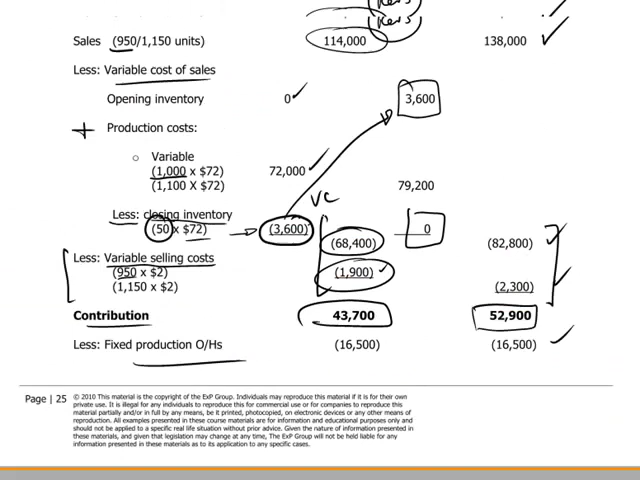 Sales (950/1,150 units) 114,000 138,000
Less: Variable cost of sales
Opening inventory 0 3,600
+ Production costs:
o Variable
(1,000 x $72) 72,000
(1,100 X $72) 79,200
VC
Less: closing inventory
(50 x $72) (3,600) (68,400) 0 (82,800)
Less: Variable selling costs
(950 x $2) (1,900)
(1,150 x $2) (2,300)
Contribution 43,700 52,900
Less: Fixed production O/Hs (16,500) (16,500)
Page | 25 © 2010 This material is the copyright of the ExP Group. Individuals may reproduce this material if it is for their own
private use. It is illegal for any individuals to reproduce this for commercial use or for companies to reproduce this
material partially and/or in full by any means, be it printed, photocopied, on electronic devices or any other means of
reproduction. All examples presented in these course materials are for information and educational purposes only and
should not be applied to a specific real life situation without prior advice. Given the nature of information presented in
these materials, and given that legislation may change at any time, The ExP Group will not be held liable for any
information presented in these materials as to its application to any specific cases.